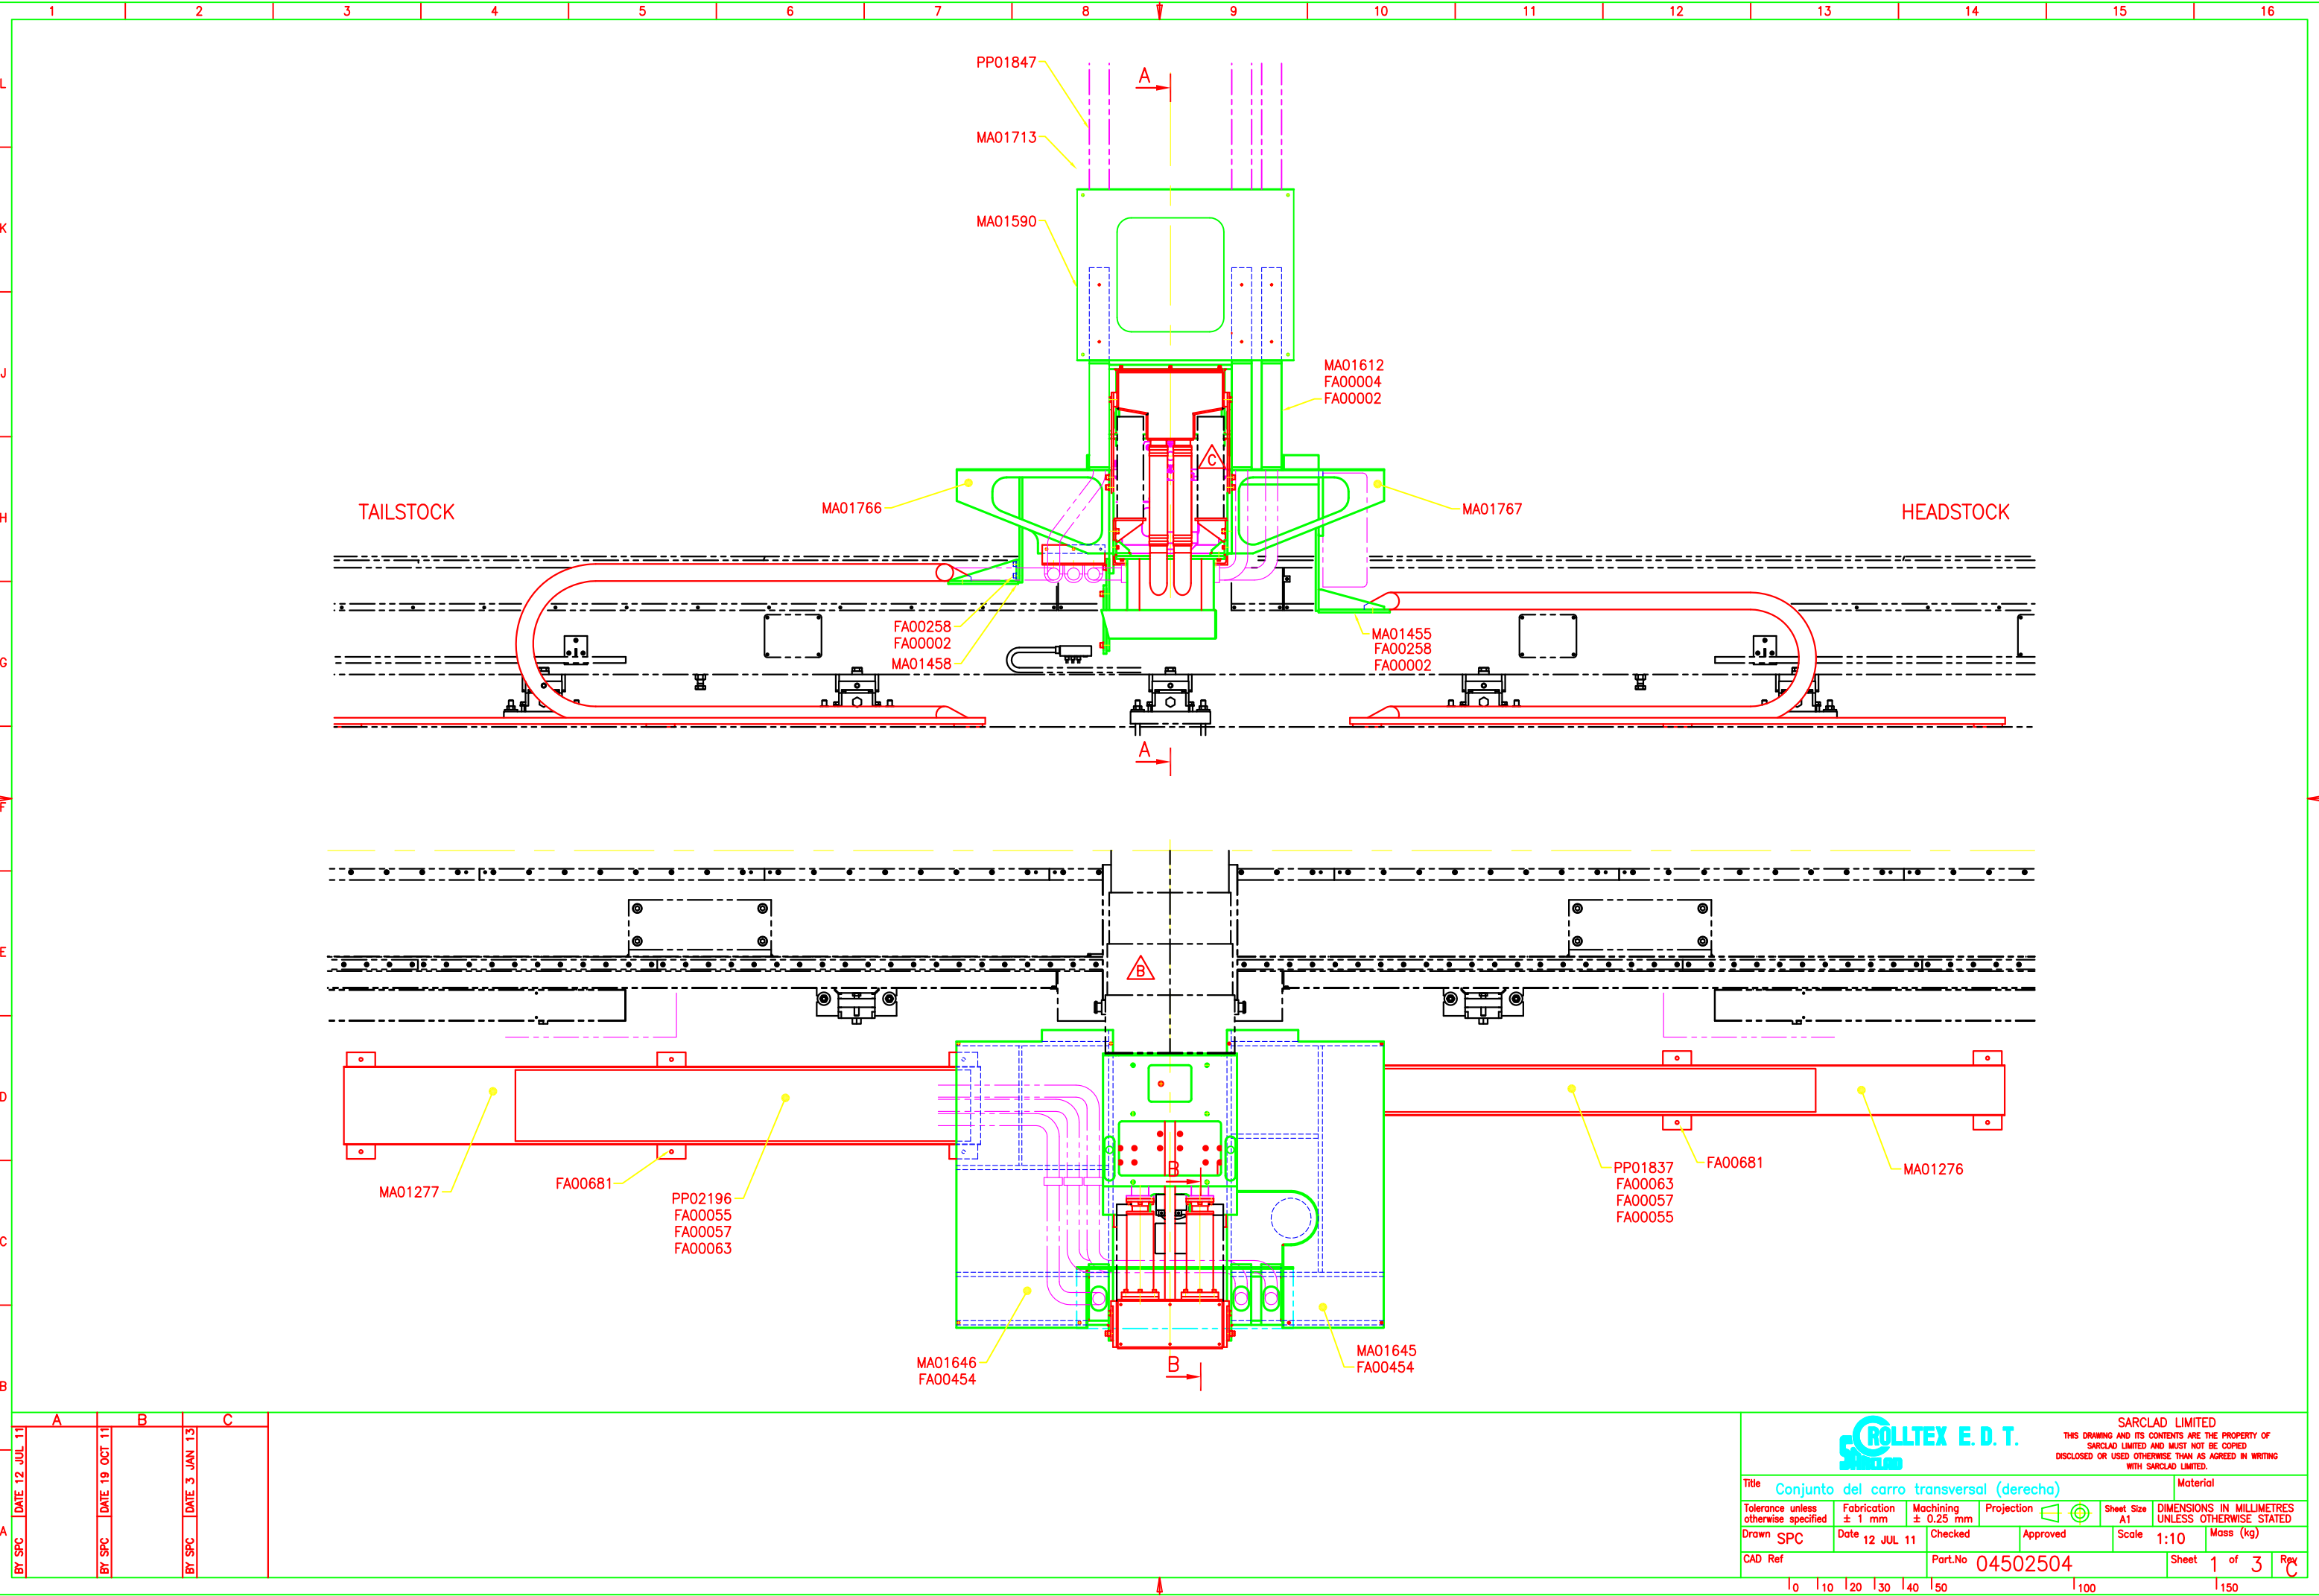 1 2 3 4 5 6 7 8 9 10 11 12 13 14 15 16
L
K
J
H
G
F
E
D
C
B
A
PP01847
A
MA01713
MA01590
MA01612
FA00004
FA00002
C
MA01766
MA01767
TAILSTOCK
HEADSTOCK
FA00258
FA00002
MA01458
MA01455
FA00258
FA00002
A
B
B
MA01277
FA00681
PP02196
FA00055
FA00057
FA00063
PP01837
FA00063
FA00057
FA00055
FA00681
MA01276
MA01646
FA00454
MA01645
FA00454
B
A B C
BY SPC DATE 12 JUL 11
BY SPC DATE 19 OCT 11
BY SPC DATE 3 JAN 13
ROLLTEX E.D.T.
SARCLAD
SARCLAD LIMITED
THIS DRAWING AND ITS CONTENTS ARE THE PROPERTY OF
SARCLAD LIMITED AND MUST NOT BE COPIED
DISCLOSED OR USED OTHERWISE THAN AS AGREED IN WRITING
WITH SARCLAD LIMITED.
Title Conjunto del carro transversal (derecha)
Material
Tolerance unless
otherwise specified
Fabrication
± 1 mm
Machining
± 0.25 mm
Projection
Sheet Size
A1
DIMENSIONS IN MILLIMETRES
UNLESS OTHERWISE STATED
Drawn SPC
Date 12 JUL 11
Checked
Approved
Scale 1:10
Mass (kg)
CAD Ref
Part.No 04502504
Sheet 1 of 3
Rev C
0 10 20 30 40 50 100 150